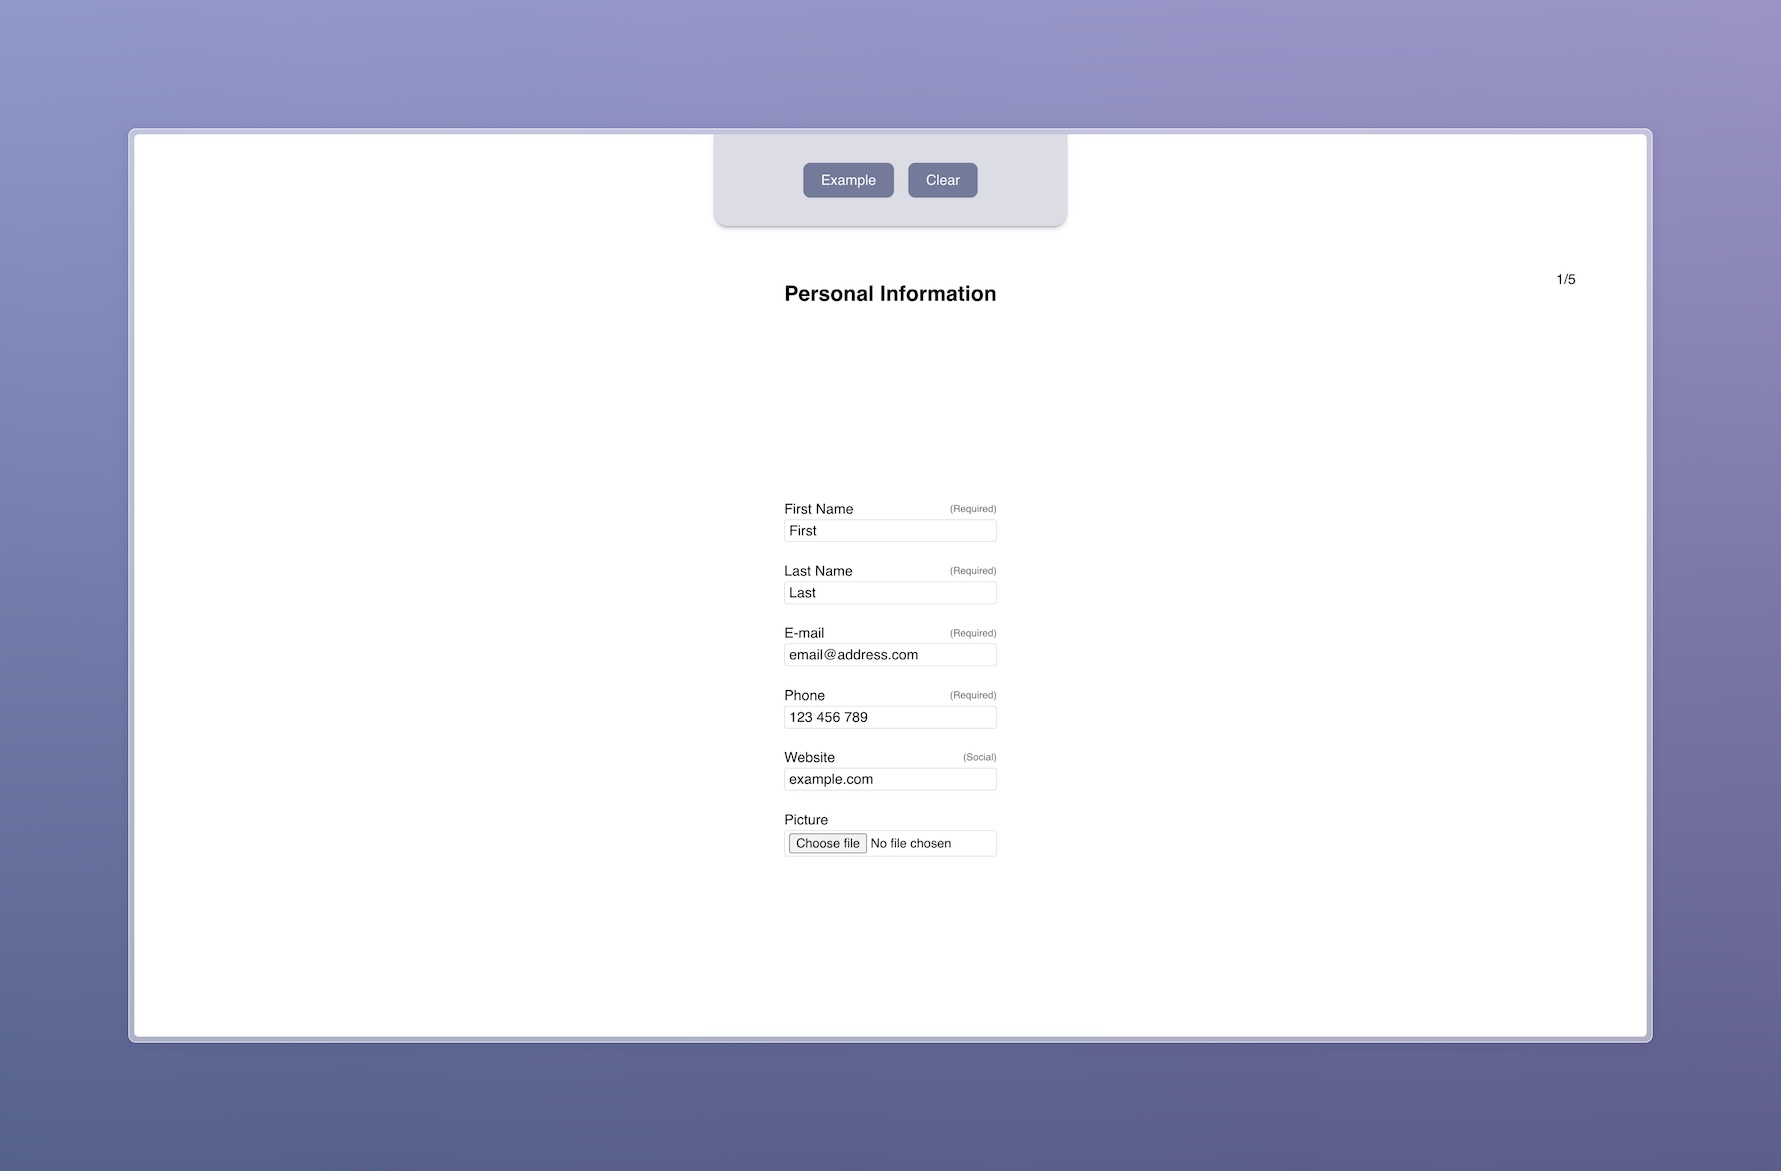 Example Clear
1/5
Personal Information
First Name (Required)
First
Last Name (Required)
Last
E-mail (Required)
email@address.com
Phone (Required)
123 456 789
Website (Social)
example.com
Picture
Choose file No file chosen